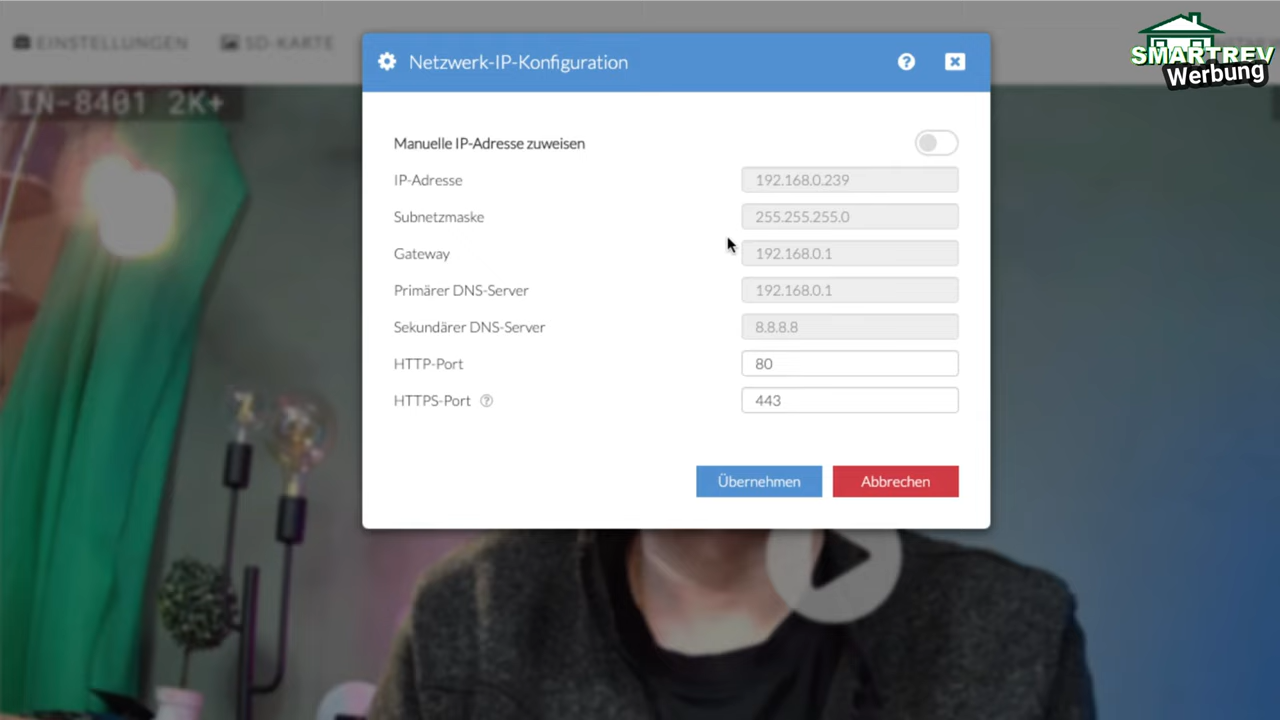 EINSTELLUNGEN SD-KARTE
IN-8401 2K+
Netzwerk-IP-Konfiguration
SMARTREV
Werbung
Manuelle IP-Adresse zuweisen
IP-Adresse 192.168.0.239
Subnetzmaske 255.255.255.0
Gateway 192.168.0.1
Primärer DNS-Server 192.168.0.1
Sekundärer DNS-Server 8.8.8.8
HTTP-Port 80
HTTPS-Port 443
Übernehmen Abbrechen